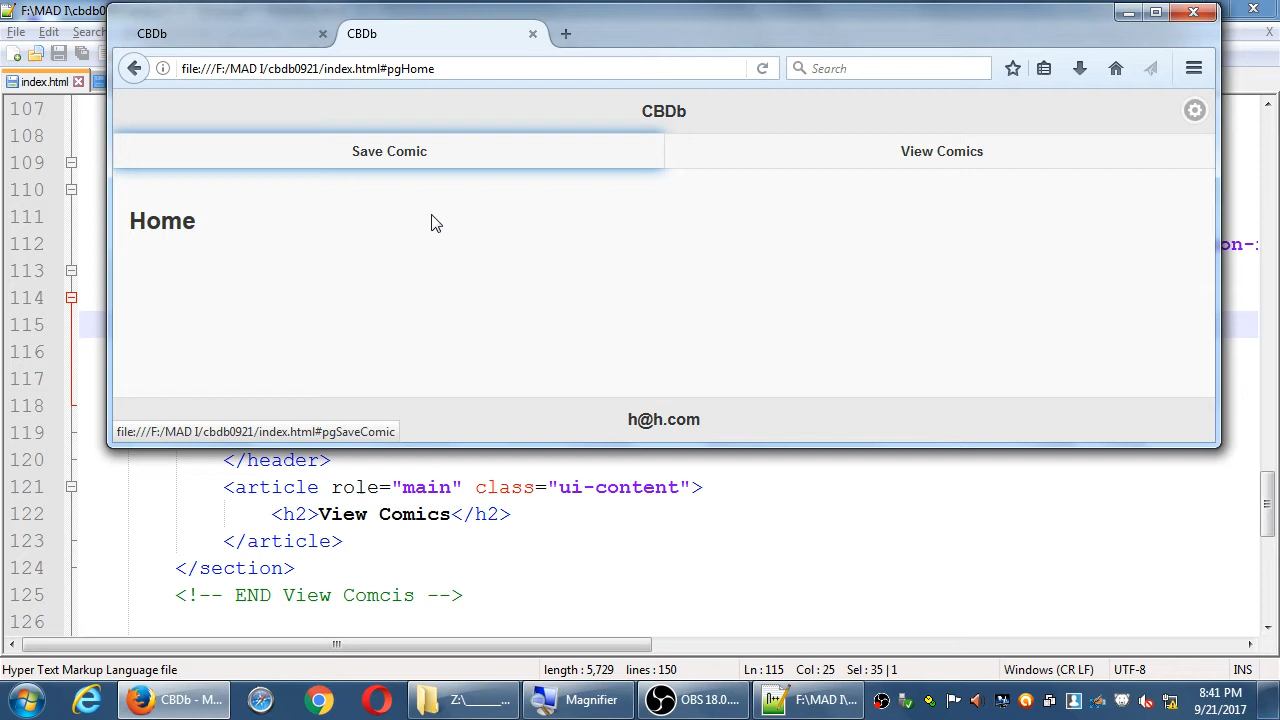 F:\MAD I\cbdb0
File Edit Search
index.html
CBDb
CBDb
file:///F:/MAD I/cbdb0921/index.html#pgHome
Search
CBDb
Save Comic
View Comics
Home
h@h.com
file:///F:/MAD I/cbdb0921/index.html#pgSaveComic
107
108
109
110
111
112
113
114
115
116
117
118
119
120 </header>
121 <article role="main" class="ui-content">
122 <h2>View Comics</h2>
123 </article>
124 </section>
125 <!-- END View Comcis -->
126
Hyper Text Markup Language file
length : 5,729 lines : 150
Ln : 115 Col : 25 Sel : 35 | 1
Windows (CR LF)
UTF-8
INS
CBDb - M...
Z:\_____...
Magnifier
OBS 18.0....
F:\MAD I\...
8:41 PM
9/21/2017